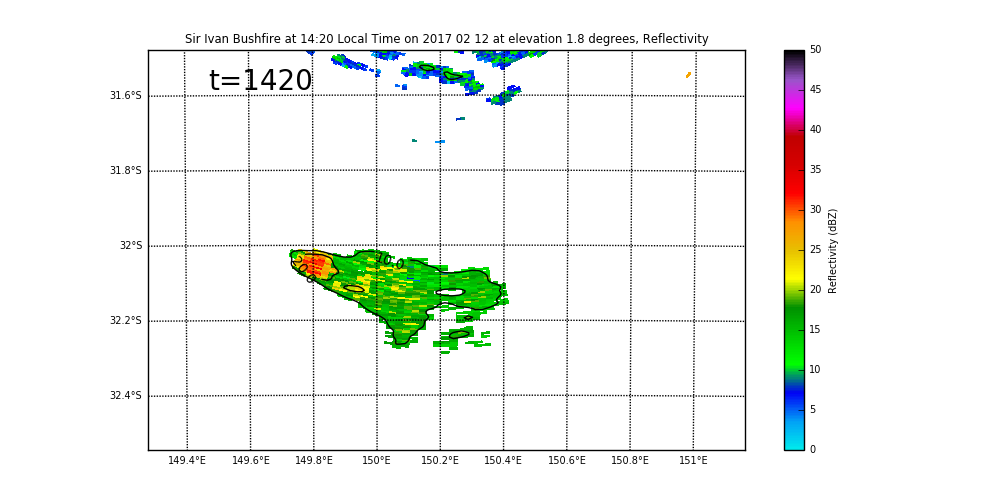 Sir Ivan Bushfire at 14:20 Local Time on 2017 02 12 at elevation 1.8 degrees, Reflectivity
t=1420
31.6°S
31.8°S
32°S
32.2°S
32.4°S
149.4°E 149.6°E 149.8°E 150°E 150.2°E 150.4°E 150.6°E 150.8°E 151°E
10.0
20.0
50
45
40
35
30
25
20
15
10
5
0
Reflectivity (dBZ)